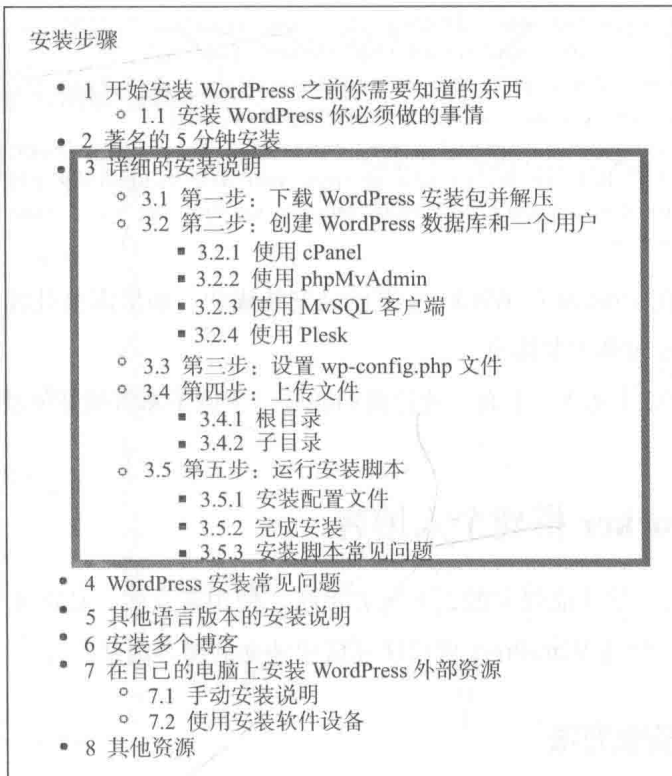 安装步骤
• 1 开始安装 WordPress 之前你需要知道的东西
○ 1.1 安装 WordPress 你必须做的事情
• 2 著名的 5 分钟安装
• 3 详细的安装说明
○ 3.1 第一步：下载 WordPress 安装包并解压
○ 3.2 第二步：创建 WordPress 数据库和一个用户
■ 3.2.1 使用 cPanel
■ 3.2.2 使用 phpMvAdmin
■ 3.2.3 使用 MvSQL 客户端
■ 3.2.4 使用 Plesk
○ 3.3 第三步：设置 wp-config.php 文件
○ 3.4 第四步：上传文件
■ 3.4.1 根目录
■ 3.4.2 子目录
○ 3.5 第五步：运行安装脚本
■ 3.5.1 安装配置文件
■ 3.5.2 完成安装
■ 3.5.3 安装脚本常见问题
• 4 WordPress 安装常见问题
• 5 其他语言版本的安装说明
• 6 安装多个博客
• 7 在自己的电脑上安装 WordPress 外部资源
○ 7.1 手动安装说明
○ 7.2 使用安装软件设备
• 8 其他资源